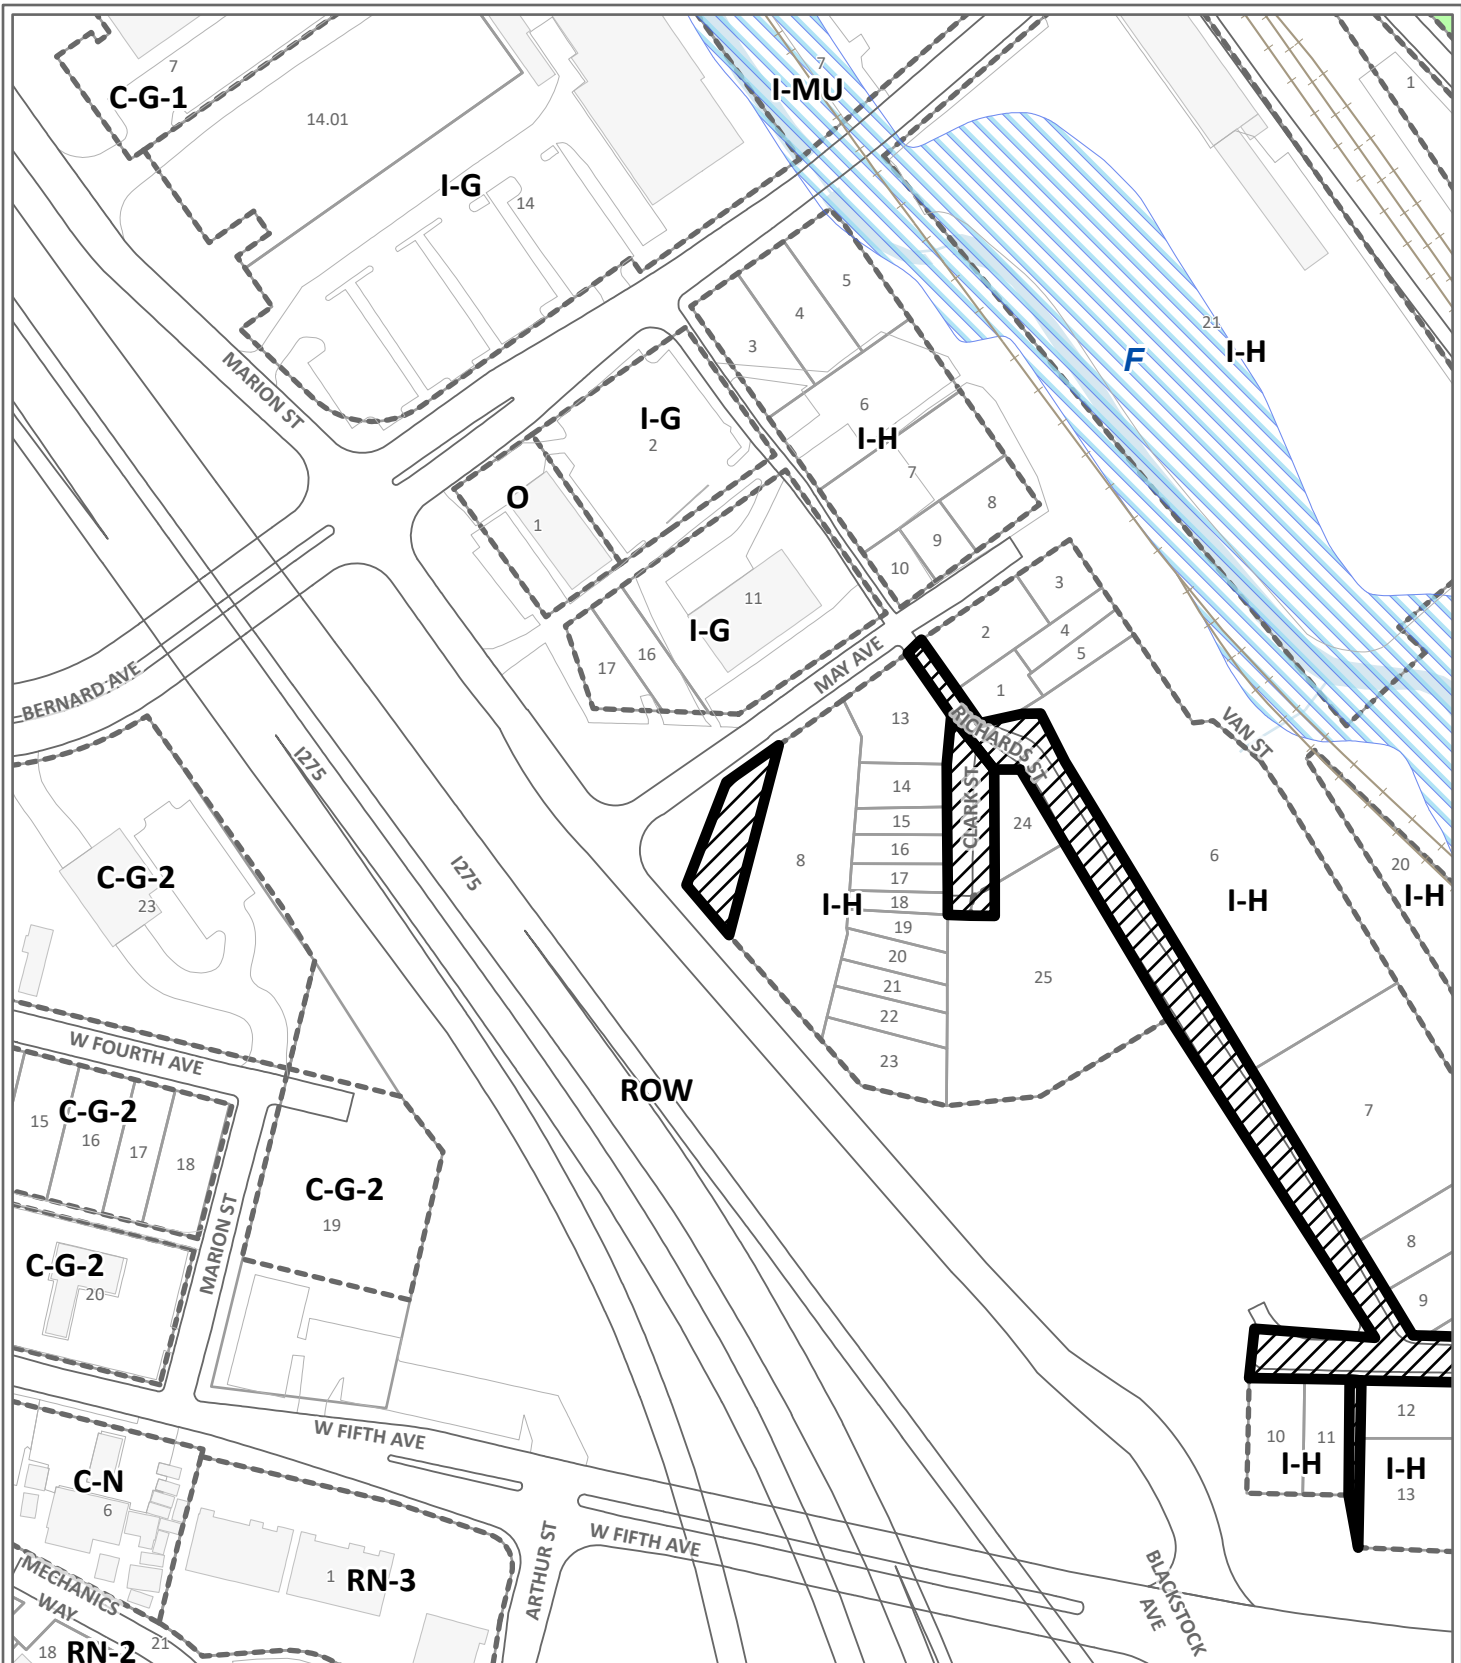 7
C-G-1
14.01
I-G
14
7
I-MU
1
5
4
3
21
I-H
F
MARION ST
6
I-H
7
8
9
10
I-G
2
O
1
11
I-G
16
17
3
2
4
5
1
MAY AVE
BERNARD AVE
I275
I275
13
RICHARDS ST
CLARK ST
VAN ST
14
15
16
17
18
19
20
21
22
23
8
I-H
24
25
6
I-H
20
I-H
C-G-2
23
W FOURTH AVE
C-G-2
15
16
17
18
ROW
7
C-G-2
19
MARION ST
C-G-2
20
8
9
W FIFTH AVE
10
11
I-H
12
I-H
13
C-N
6
W FIFTH AVE
ARTHUR ST
1
RN-3
BLACKSTOCK
AVE
MECHANICS
WAY
18
RN-2
21